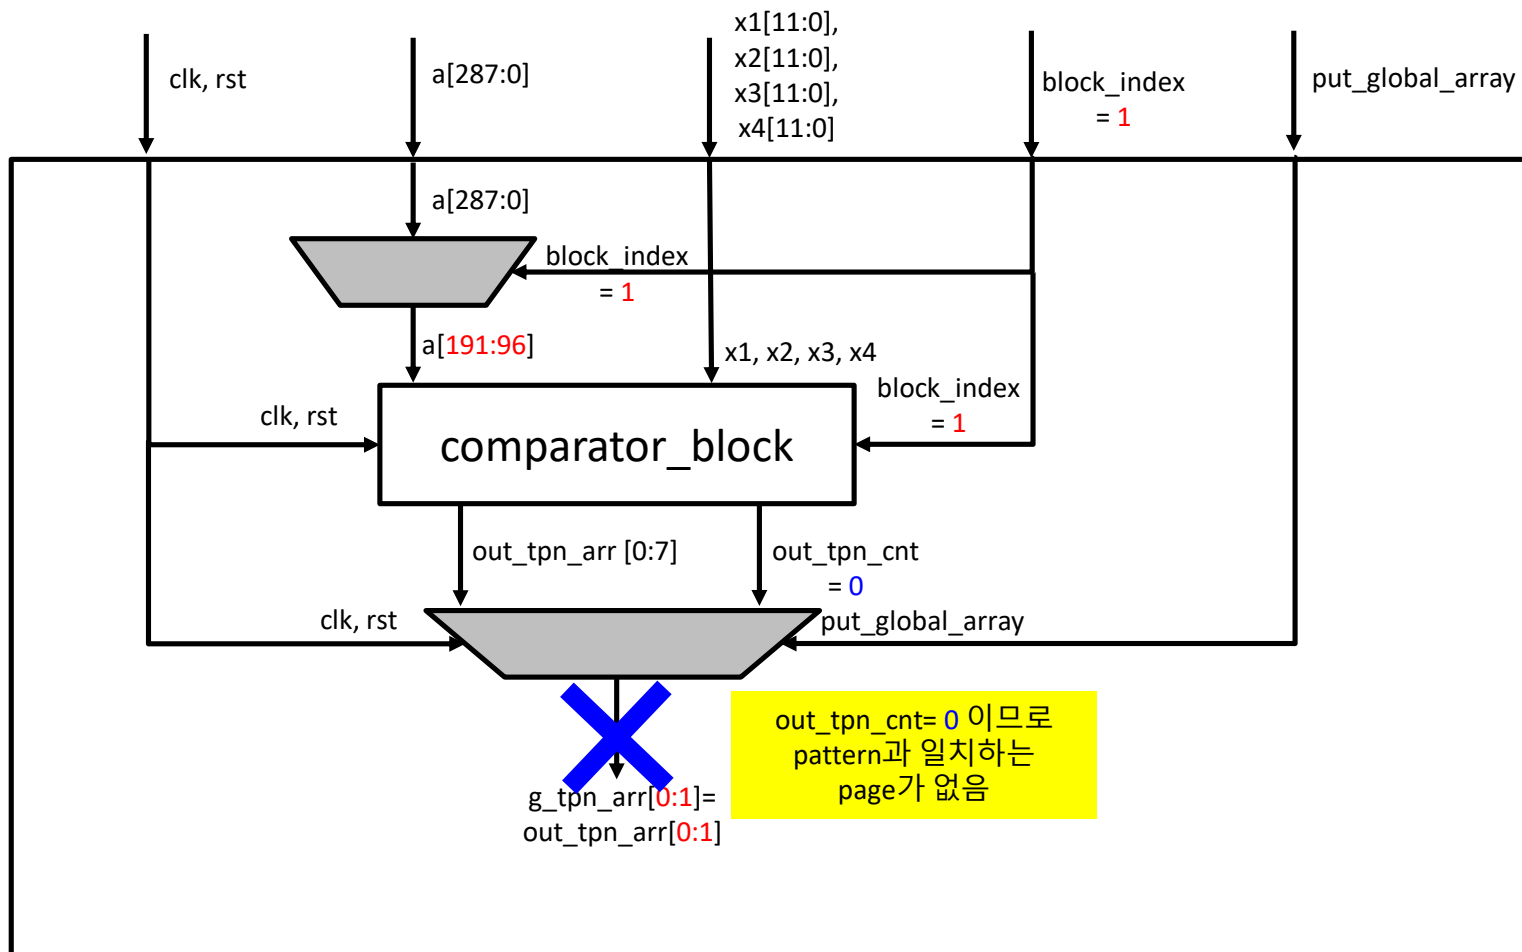 clk, rst
a[287:0]
x1[11:0],
x2[11:0],
x3[11:0],
x4[11:0]
block_index
= 1
put_global_array
a[287:0]
block_index
= 1
a[191:96]
x1, x2, x3, x4
block_index
= 1
clk, rst
comparator_block
out_tpn_arr [0:7]
out_tpn_cnt
= 0
clk, rst
put_global_array
out_tpn_cnt= 0 이므로
pattern과 일치하는
page가 없음
g_tpn_arr[0:1]=
out_tpn_arr[0:1]